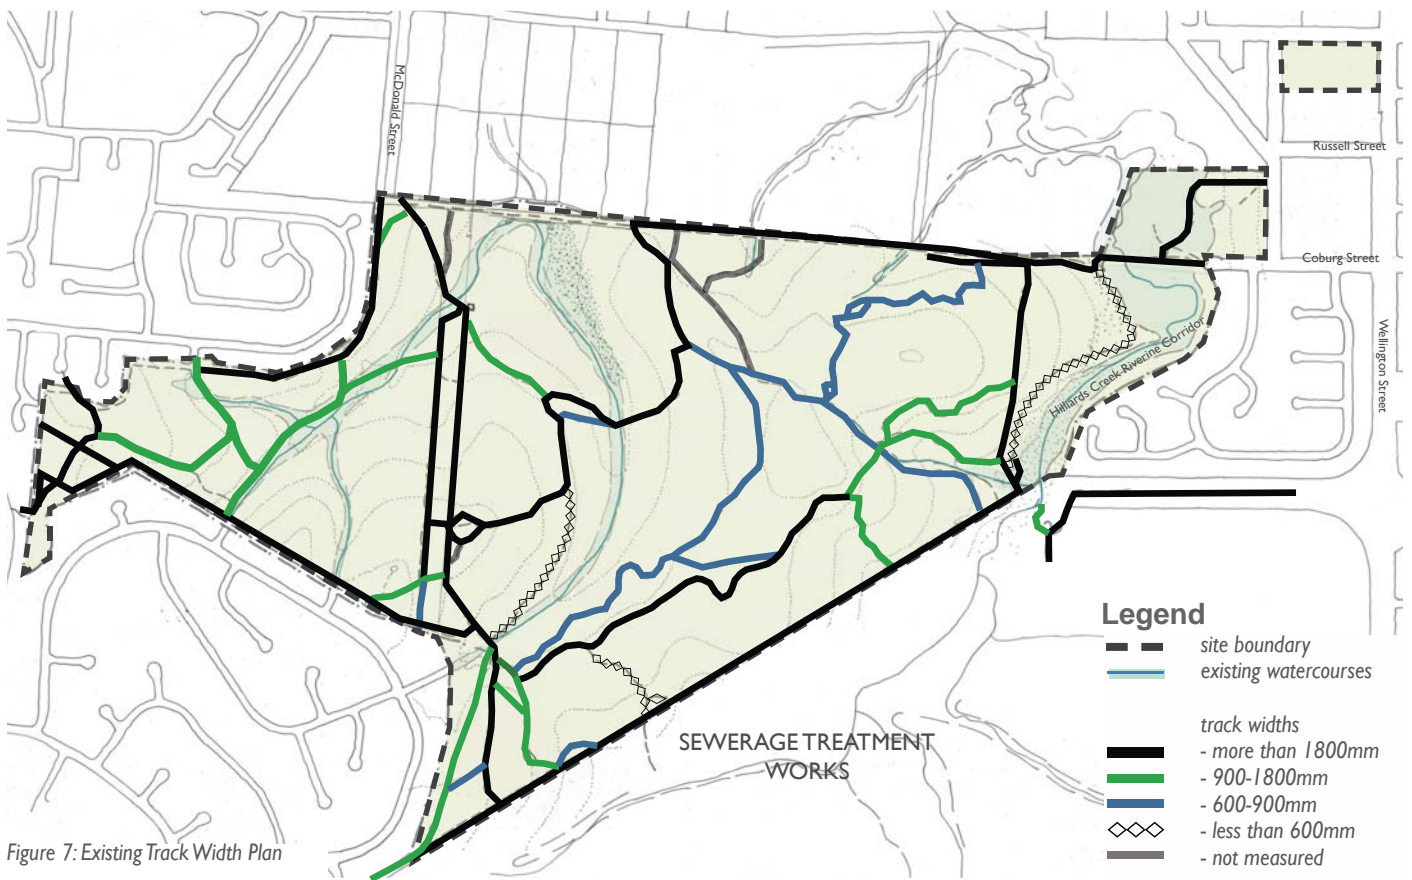 McDonald Street
Russell Street
Coburg Street
Wellington Street
Hilliards Creek Riverine Corridor
SEWERAGE TREATMENT
WORKS
Legend
site boundary
existing watercourses
track widths
- more than 1800mm
- 900-1800mm
- 600-900mm
- less than 600mm
- not measured
Figure 7: Existing Track Width Plan